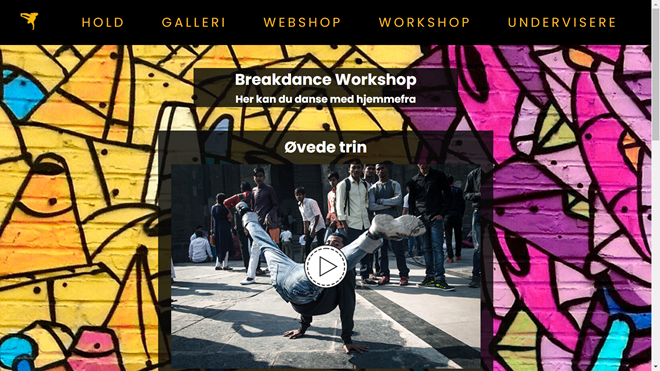 HOLD GALLERI WEBSHOP WORKSHOP UNDERVISERE
Breakdance Workshop
Her kan du danse med hjemmefra
Øvede trin